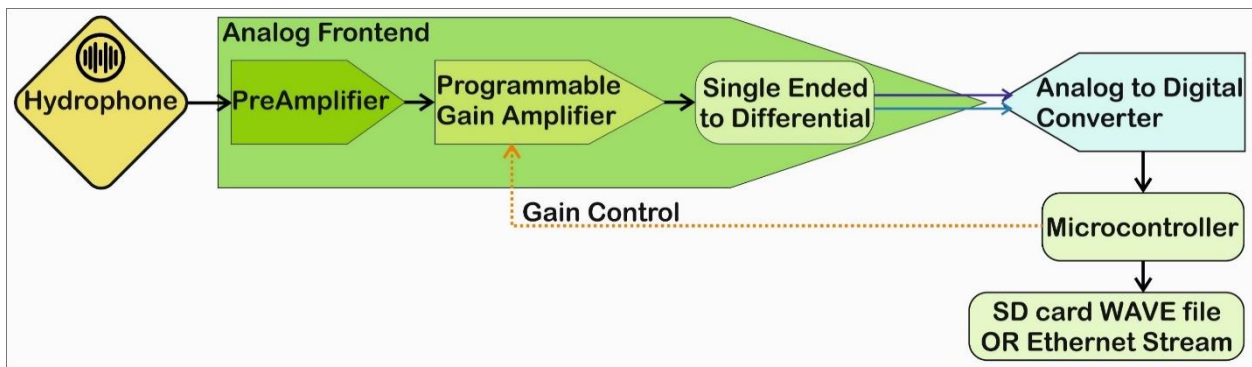 Analog Frontend
Hydrophone
PreAmplifier
Programmable
Gain Amplifier
Single Ended
to Differential
Analog to Digital
Converter
Gain Control
Microcontroller
SD card WAVE file
OR Ethernet Stream